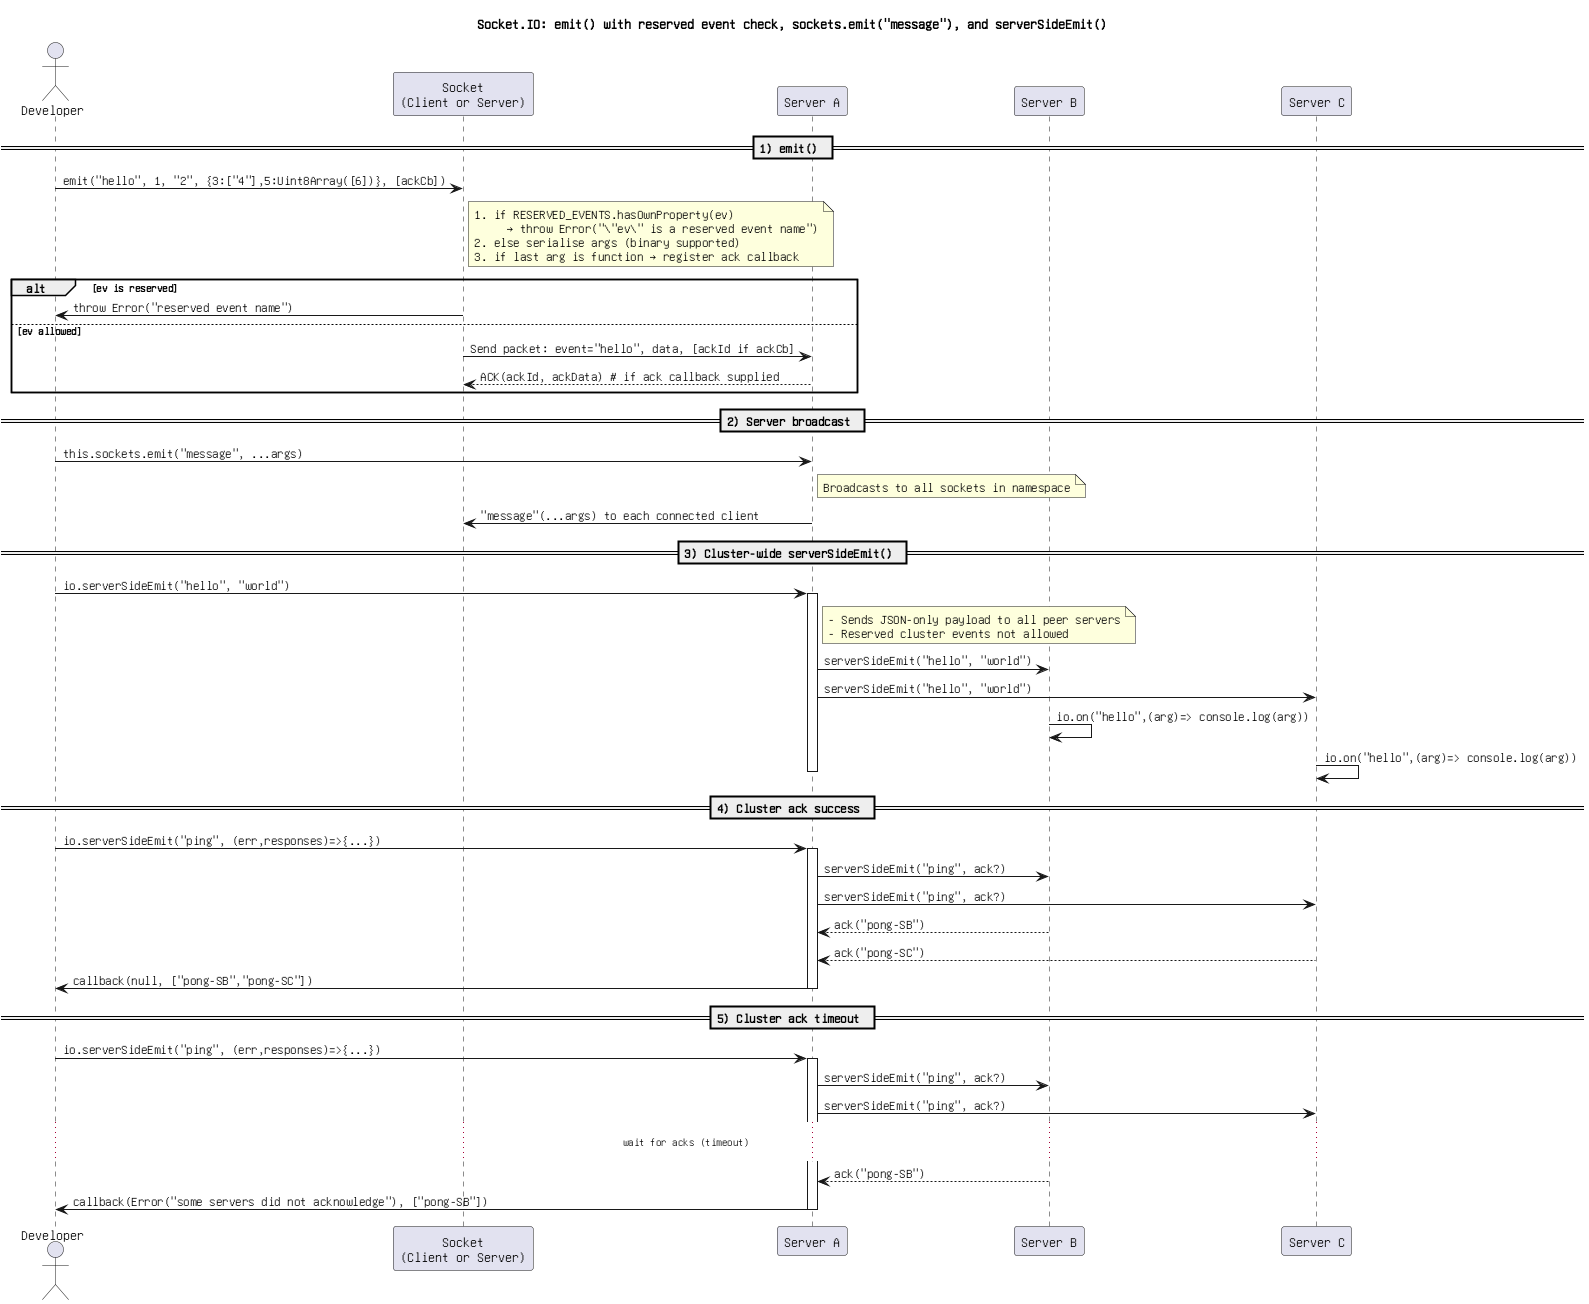 Socket.IO: emit() with reserved event check, sockets.emit("message"), and serverSideEmit()
Developer
Socket
(Client or Server)
Server A
Server B
Server C
1) emit()
emit("hello", 1, "2", {3:["4"],5:Uint8Array([6])}, [ackCb])
1. if RESERVED_EVENTS.hasOwnProperty(ev)
→ throw Error("\"ev\" is a reserved event name")
2. else serialise args (binary supported)
3. if last arg is function → register ack callback
alt
[ev is reserved]
throw Error("reserved event name")
[ev allowed]
Send packet: event="hello", data, [ackId if ackCb]
ACK(ackId, ackData) # if ack callback supplied
2) Server broadcast
this.sockets.emit("message", ...args)
Broadcasts to all sockets in namespace
"message"(...args) to each connected client
3) Cluster-wide serverSideEmit()
io.serverSideEmit("hello", "world")
- Sends JSON-only payload to all peer servers
- Reserved cluster events not allowed
serverSideEmit("hello", "world")
serverSideEmit("hello", "world")
io.on("hello",(arg)=> console.log(arg))
io.on("hello",(arg)=> console.log(arg))
4) Cluster ack success
io.serverSideEmit("ping", (err,responses)=>{...})
serverSideEmit("ping", ack?)
serverSideEmit("ping", ack?)
ack("pong-SB")
ack("pong-SC")
callback(null, ["pong-SB","pong-SC"])
5) Cluster ack timeout
io.serverSideEmit("ping", (err,responses)=>{...})
serverSideEmit("ping", ack?)
serverSideEmit("ping", ack?)
wait for acks (timeout)
ack("pong-SB")
callback(Error("some servers did not acknowledge"), ["pong-SB"])
Developer
Socket
(Client or Server)
Server A
Server B
Server C